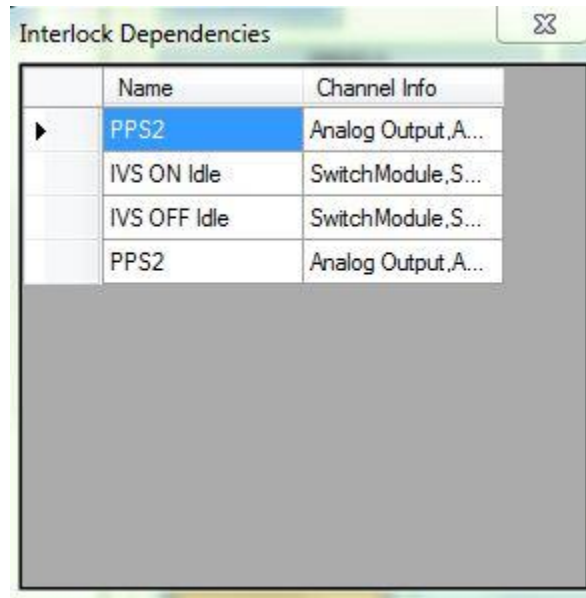 Interlock Dependencies
Name Channel Info
PPS2 Analog Output,A...
IVS ON Idle SwitchModule,S...
IVS OFF Idle SwitchModule,S...
PPS2 Analog Output,A...